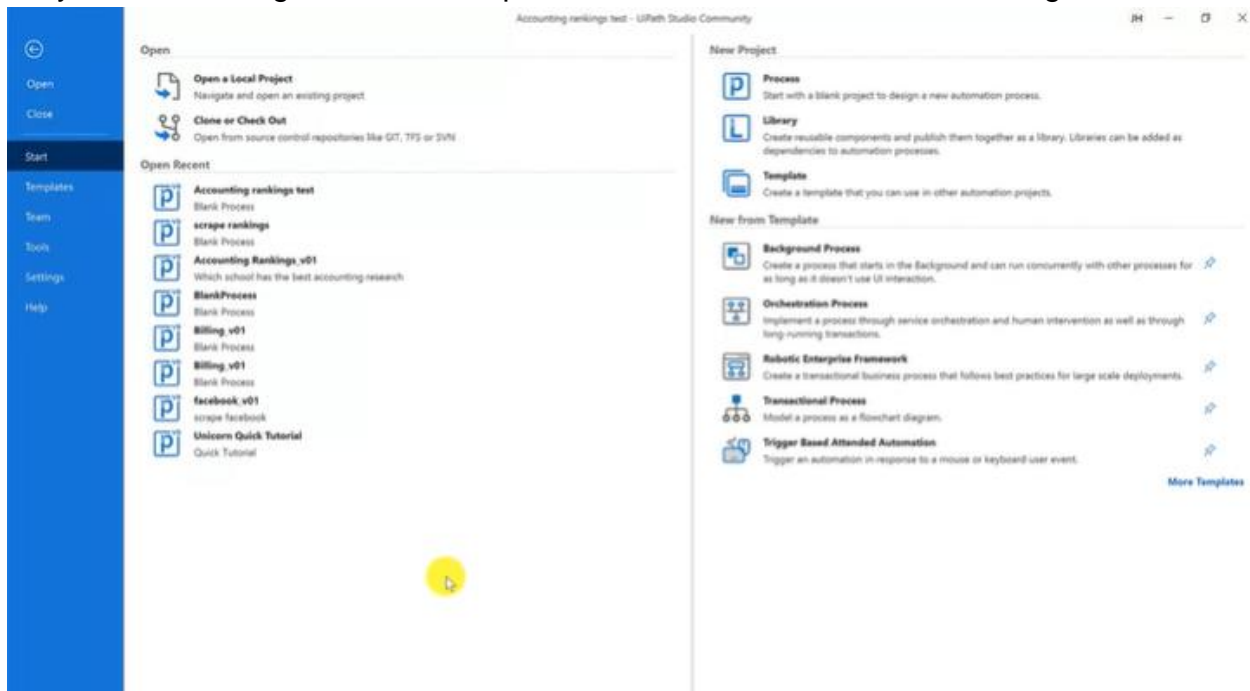 Accounting rankings test - UiPath Studio Community
JH
Open
Close
Start
Templates
Team
Tools
Settings
Help
Open
Open a Local Project
Navigate and open an existing project
Clone or Check Out
Open from source control repositories like GIT, TFS or SVN
Open Recent
Accounting rankings test
Blank Process
scrape rankings
Blank Process
Accounting Rankings_v01
Which school has the best accounting research
BlankProcess
Blank Process
Billing_v01
Blank Process
Billing_v01
Blank Process
facebook_v01
scrape facebook
Unicorn Quick Tutorial
Quick Tutorial
New Project
Process
Start with a blank project to design a new automation process.
Library
Create reusable components and publish them together as a library. Libraries can be added as
dependencies to automation processes.
Template
Create a template that you can use in other automation projects.
New from Template
Background Process
Create a process that starts in the Background and can run concurrently with other processes for
as long as it doesn't use UI interaction.
Orchestration Process
Implement a process through service orchestration and human intervention as well as through
long-running transactions.
Robotic Enterprise Framework
Create a transactional business process that follows best practices for large scale deployments.
Transactional Process
Model a process as a flowchart diagram.
Trigger Based Attended Automation
Trigger an automation in response to a mouse or keyboard user event.
More Templates